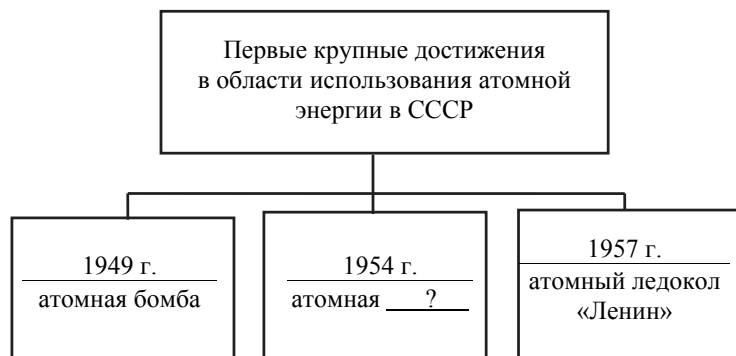 Первые крупные достижения
в области использования атомной
энергии в СССР
1949 г.
атомная бомба
1954 г.
атомная ?
1957 г.
атомный ледокол
«Ленин»